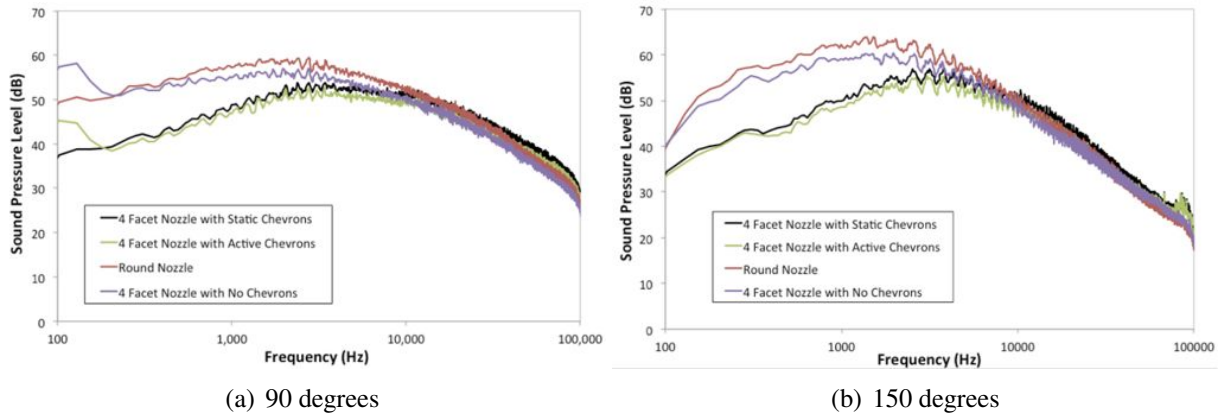 70
60
50
40
30
20
10
0
Sound Pressure Level (dB)
100
1,000
10,000
100,000
Frequency (Hz)
4 Facet Nozzle with Static Chevrons
4 Facet Nozzle with Active Chevrons
Round Nozzle
4 Facet Nozzle with No Chevrons
(a) 90 degrees
70
60
50
40
30
20
10
0
Sound Pressure Level (dB)
100
1000
10000
100000
Frequency (Hz)
4 Facet Nozzle with Static Chevrons
4 Facet Nozzle with Active Chevrons
Round Nozzle
4 Facet Nozzle with No Chevrons
(b) 150 degrees